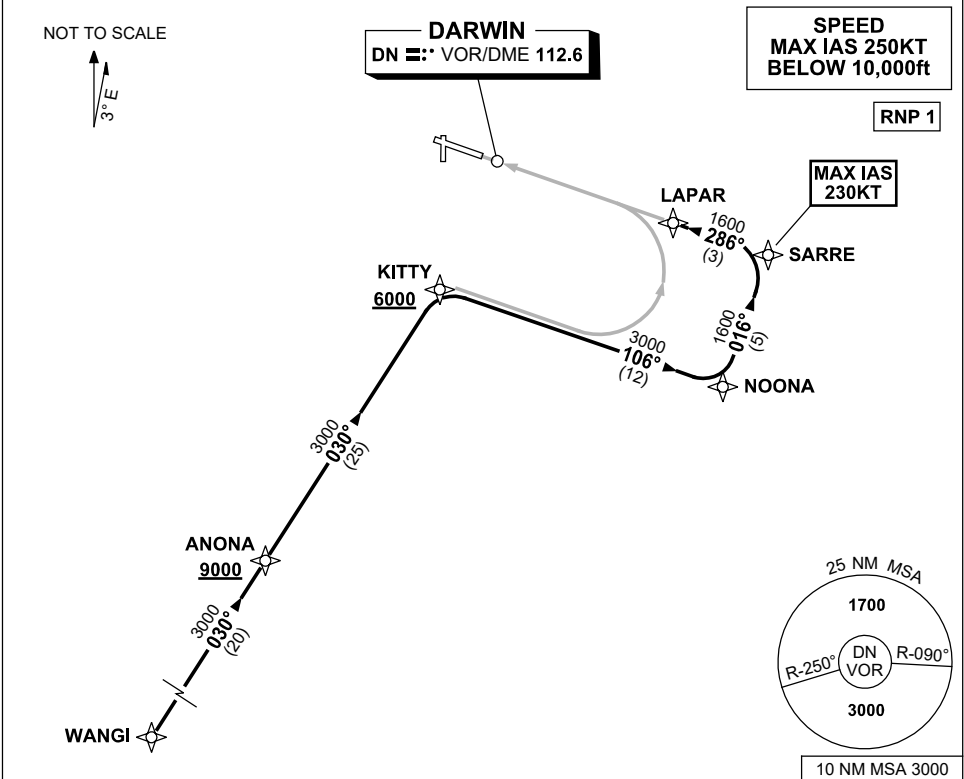 NOT TO SCALE
3° E
DARWIN
DN VOR/DME 112.6
SPEED
MAX IAS 250KT
BELOW 10,000ft
RNP 1
MAX IAS
230KT
LAPAR
1600
286°
(3)
SARRE
KITTY
6000
1600
016°
(5)
3000
106°
(12)
NOONA
3000
030°
(25)
ANONA
9000
3000
030°
(20)
WANGI
25 NM MSA
1700
DN
VOR
R-250°
R-090°
3000
10 NM MSA 3000